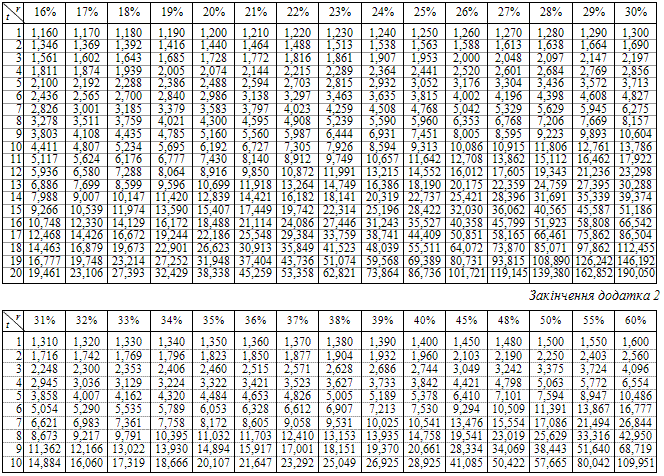 t r 16% 17% 18% 19% 20% 21% 22% 23% 24% 25% 26% 27% 28% 29% 30%
1 1,160 1,170 1,180 1,190 1,200 1,210 1,220 1,230 1,240 1,250 1,260 1,270 1,280 1,290 1,300
2 1,346 1,369 1,392 1,416 1,440 1,464 1,488 1,513 1,538 1,563 1,588 1,613 1,638 1,664 1,690
3 1,561 1,602 1,643 1,685 1,728 1,772 1,816 1,861 1,907 1,953 2,000 2,048 2,097 2,147 2,197
4 1,811 1,874 1,939 2,005 2,074 2,144 2,215 2,289 2,364 2,441 2,520 2,601 2,684 2,769 2,856
5 2,100 2,192 2,288 2,386 2,488 2,594 2,703 2,815 2,932 3,052 3,176 3,304 3,436 3,572 3,713
6 2,436 2,565 2,700 2,840 2,986 3,138 3,297 3,463 3,635 3,815 4,002 4,196 4,398 4,608 4,827
7 2,826 3,001 3,185 3,379 3,583 3,797 4,023 4,259 4,508 4,768 5,042 5,329 5,629 5,945 6,275
8 3,278 3,511 3,759 4,021 4,300 4,595 4,908 5,239 5,590 5,960 6,353 6,768 7,206 7,669 8,157
9 3,803 4,108 4,435 4,785 5,160 5,560 5,987 6,444 6,931 7,451 8,005 8,595 9,223 9,893 10,604
10 4,411 4,807 5,234 5,695 6,192 6,727 7,305 7,926 8,594 9,313 10,086 10,915 11,806 12,761 13,786
11 5,117 5,624 6,176 6,777 7,430 8,140 8,912 9,749 10,657 11,642 12,708 13,862 15,112 16,462 17,922
12 5,936 6,580 7,288 8,064 8,916 9,850 10,872 11,991 13,215 14,552 16,012 17,605 19,343 21,236 23,298
13 6,886 7,699 8,599 9,596 10,699 11,918 13,264 14,749 16,386 18,190 20,175 22,359 24,759 27,395 30,288
14 7,988 9,007 10,147 11,420 12,839 14,421 16,182 18,141 20,319 22,737 25,421 28,396 31,691 35,339 39,374
15 9,266 10,539 11,974 13,590 15,407 17,449 19,742 22,314 25,196 28,422 32,030 36,062 40,565 45,587 51,186
16 10,748 12,330 14,129 16,172 18,488 21,114 24,086 27,446 31,243 35,527 40,358 45,799 51,923 58,808 66,542
17 12,468 14,426 16,672 19,244 22,186 25,548 29,384 33,759 38,741 44,409 50,851 58,165 66,461 75,862 86,504
18 14,463 16,879 19,673 22,901 26,623 30,913 35,849 41,523 48,039 55,511 64,072 73,870 85,071 97,862 112,455
19 16,777 19,748 23,214 27,252 31,948 37,404 43,736 51,074 59,568 69,389 80,731 93,815 108,890 126,242 146,192
20 19,461 23,106 27,393 32,429 38,338 45,259 53,358 62,821 73,864 86,736 101,721 119,145 139,380 162,852 190,050
Закінчення додатка 2
t r 31% 32% 33% 34% 35% 36% 37% 38% 39% 40% 45% 48% 50% 55% 60%
1 1,310 1,320 1,330 1,340 1,350 1,360 1,370 1,380 1,390 1,400 1,450 1,480 1,500 1,550 1,600
2 1,716 1,742 1,769 1,796 1,823 1,850 1,877 1,904 1,932 1,960 2,103 2,190 2,250 2,403 2,560
3 2,248 2,300 2,353 2,406 2,460 2,515 2,571 2,628 2,686 2,744 3,049 3,242 3,375 3,724 4,096
4 2,945 3,036 3,129 3,224 3,322 3,421 3,523 3,627 3,733 3,842 4,421 4,798 5,063 5,772 6,554
5 3,858 4,007 4,162 4,320 4,484 4,653 4,826 5,005 5,189 5,378 6,410 7,101 7,594 8,947 10,486
6 5,054 5,290 5,535 5,789 6,053 6,328 6,612 6,907 7,213 7,530 9,294 10,509 11,391 13,867 16,777
7 6,621 6,983 7,361 7,758 8,172 8,605 9,058 9,531 10,025 10,541 13,476 15,554 17,086 21,494 26,844
8 8,673 9,217 9,791 10,395 11,032 11,703 12,410 13,153 13,935 14,758 19,541 23,019 25,629 33,316 42,950
9 11,362 12,166 13,022 13,930 14,894 15,917 17,001 18,151 19,370 20,661 28,334 34,069 38,443 51,640 68,719
10 14,884 16,060 17,319 18,666 20,107 21,647 23,292 25,049 26,925 28,925 41,085 50,422 57,665 80,042 109,951